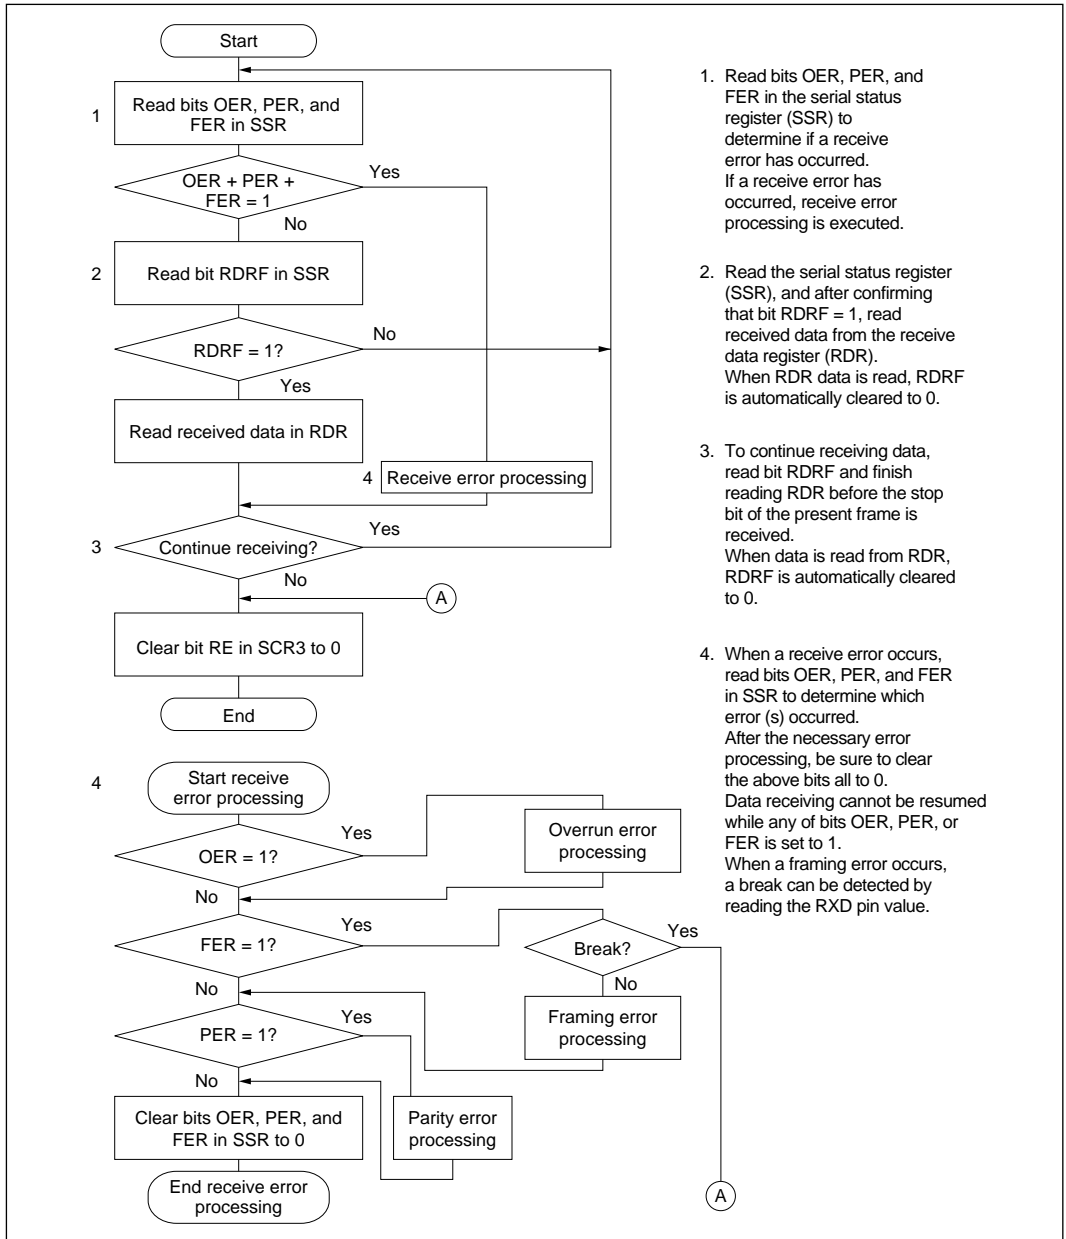 Start
1
Read bits OER, PER, and
FER in SSR
OER + PER +
FER = 1
Yes
No
2
Read bit RDRF in SSR
RDRF = 1?
No
Yes
Read received data in RDR
4
Receive error processing
3
Continue receiving?
Yes
No
A
Clear bit RE in SCR3 to 0
End
4
Start receive
error processing
OER = 1?
Yes
Overrun error
processing
No
FER = 1?
Yes
Break?
Yes
No
No
Framing error
processing
PER = 1?
Yes
No
Clear bits OER, PER, and
FER in SSR to 0
Parity error
processing
End receive error
processing
A
1. Read bits OER, PER, and
FER in the serial status
register (SSR) to
determine if a receive
error has occurred.
If a receive error has
occurred, receive error
processing is executed.
2. Read the serial status register
(SSR), and after confirming
that bit RDRF = 1, read
received data from the receive
data register (RDR).
When RDR data is read, RDRF
is automatically cleared to 0.
3. To continue receiving data,
read bit RDRF and finish
reading RDR before the stop
bit of the present frame is
received.
When data is read from RDR,
RDRF is automatically cleared
to 0.
4. When a receive error occurs,
read bits OER, PER, and FER
in SSR to determine which
error (s) occurred.
After the necessary error
processing, be sure to clear
the above bits all to 0.
Data receiving cannot be resumed
while any of bits OER, PER, or
FER is set to 1.
When a framing error occurs,
a break can be detected by
reading the RXD pin value.